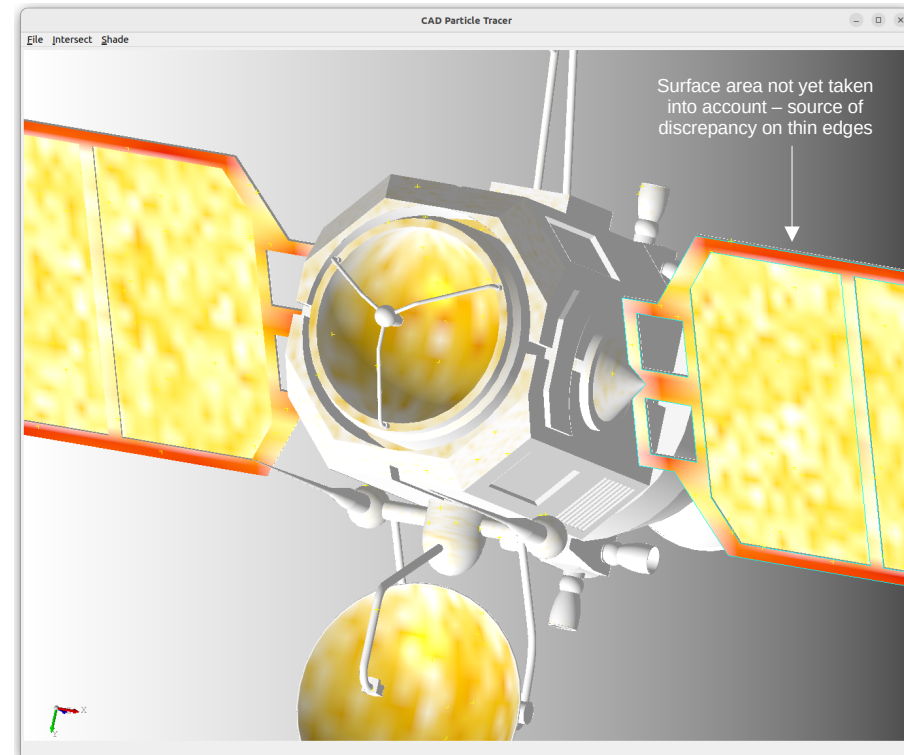 CAD Particle Tracer
File Intersect Shade
Surface area not yet taken
into account – source of
discrepancy on thin edges
X
Y